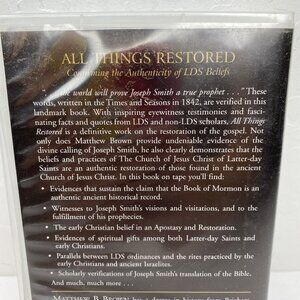 ALL THINGS RESTORED
Confirming the Authenticity of LDS Beliefs
". . . the world will prove Joseph Smith a true prophet . . ." These
words, written in the Times and Seasons in 1842, are verified in this
landmark book. With inspiring eyewitness testimonies and fasci-
nating facts and quotes from LDS and non-LDS scholars, All Things
Restored is a definitive work on the restoration of the gospel. Not
only does Matthew Brown provide undeniable evidence of the
divine calling of Joseph Smith, he also clearly demonstrates that the
beliefs and practices of The Church of Jesus Christ of Latter-day
Saints are an authentic restoration of those found in the ancient
Church of Jesus Christ. In this book on tape you'll find:
• Evidences that sustain the claim that the Book of Mormon is an
authentic ancient historical record.
• Witnesses to Joseph Smith's visions and visitations, and to the
fulfillment of his prophecies.
• The early Christian belief in an Apostasy and Restoration.
• Evidences of spiritual gifts among both Latter-day Saints and
early Christians.
• Parallels between LDS ordinances and the rites practiced by the
early Christians and ancient Israelites.
• Scholarly verifications of Joseph Smith's translation of the Bible.
And much, much more . . .
MATTHEW B. BROWN